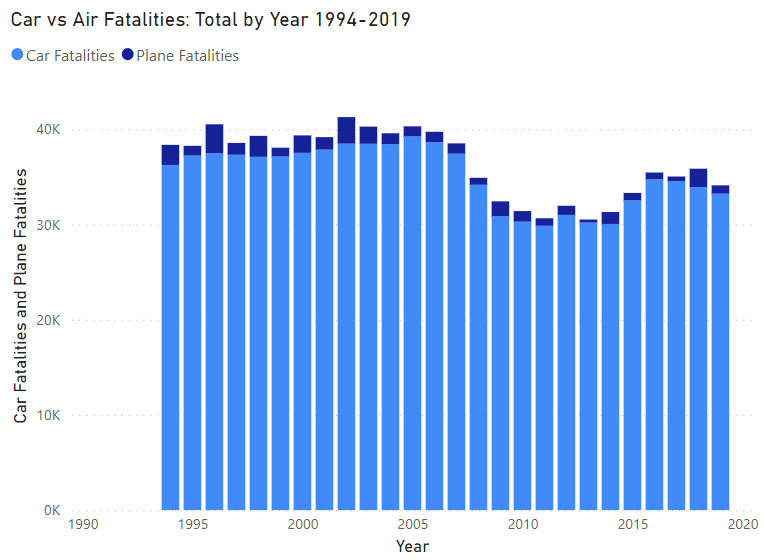 Car vs Air Fatalities: Total by Year 1994-2019
Car Fatalities Plane Fatalities
Car Fatalities and Plane Fatalities
40K
30K
20K
10K
0K
1990 1995 2000 2005 2010 2015 2020
Year